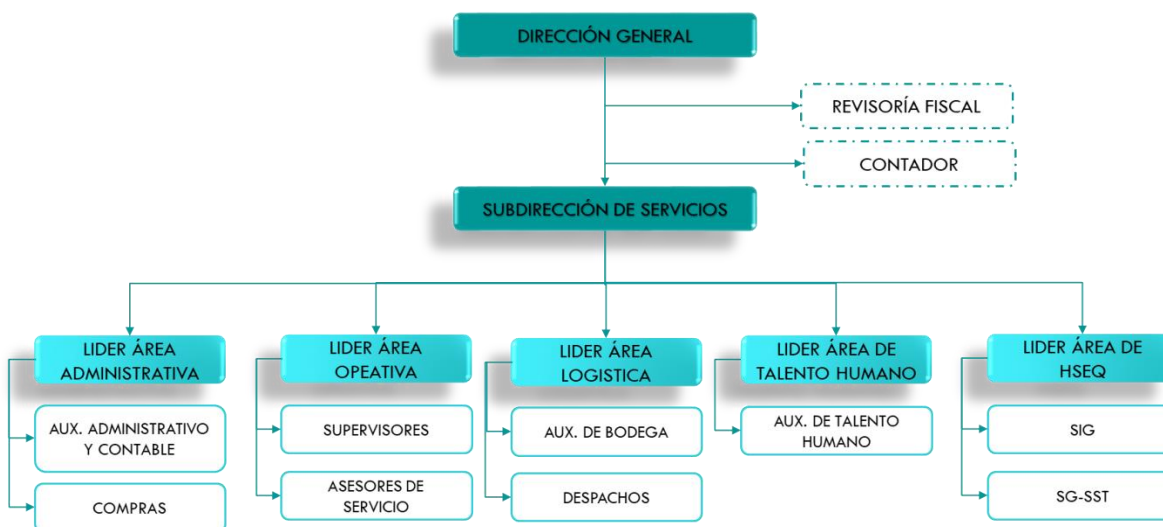 DIRECCIÓN GENERAL
REVISORÍA FISCAL
CONTADOR
SUBDIRECCIÓN DE SERVICIOS
LIDER ÁREA
ADMINISTRATIVA
AUX. ADMINISTRATIVO
Y CONTABLE
COMPRAS
LIDER ÁREA
OPEATIVA
SUPERVISORES
ASESORES DE
SERVICIO
LIDER ÁREA
LOGISTICA
AUX. DE BODEGA
DESPACHOS
LIDER ÁREA DE
TALENTO HUMANO
AUX. DE TALENTO
HUMANO
LIDER ÁREA DE
HSEQ
SIG
SG-SST